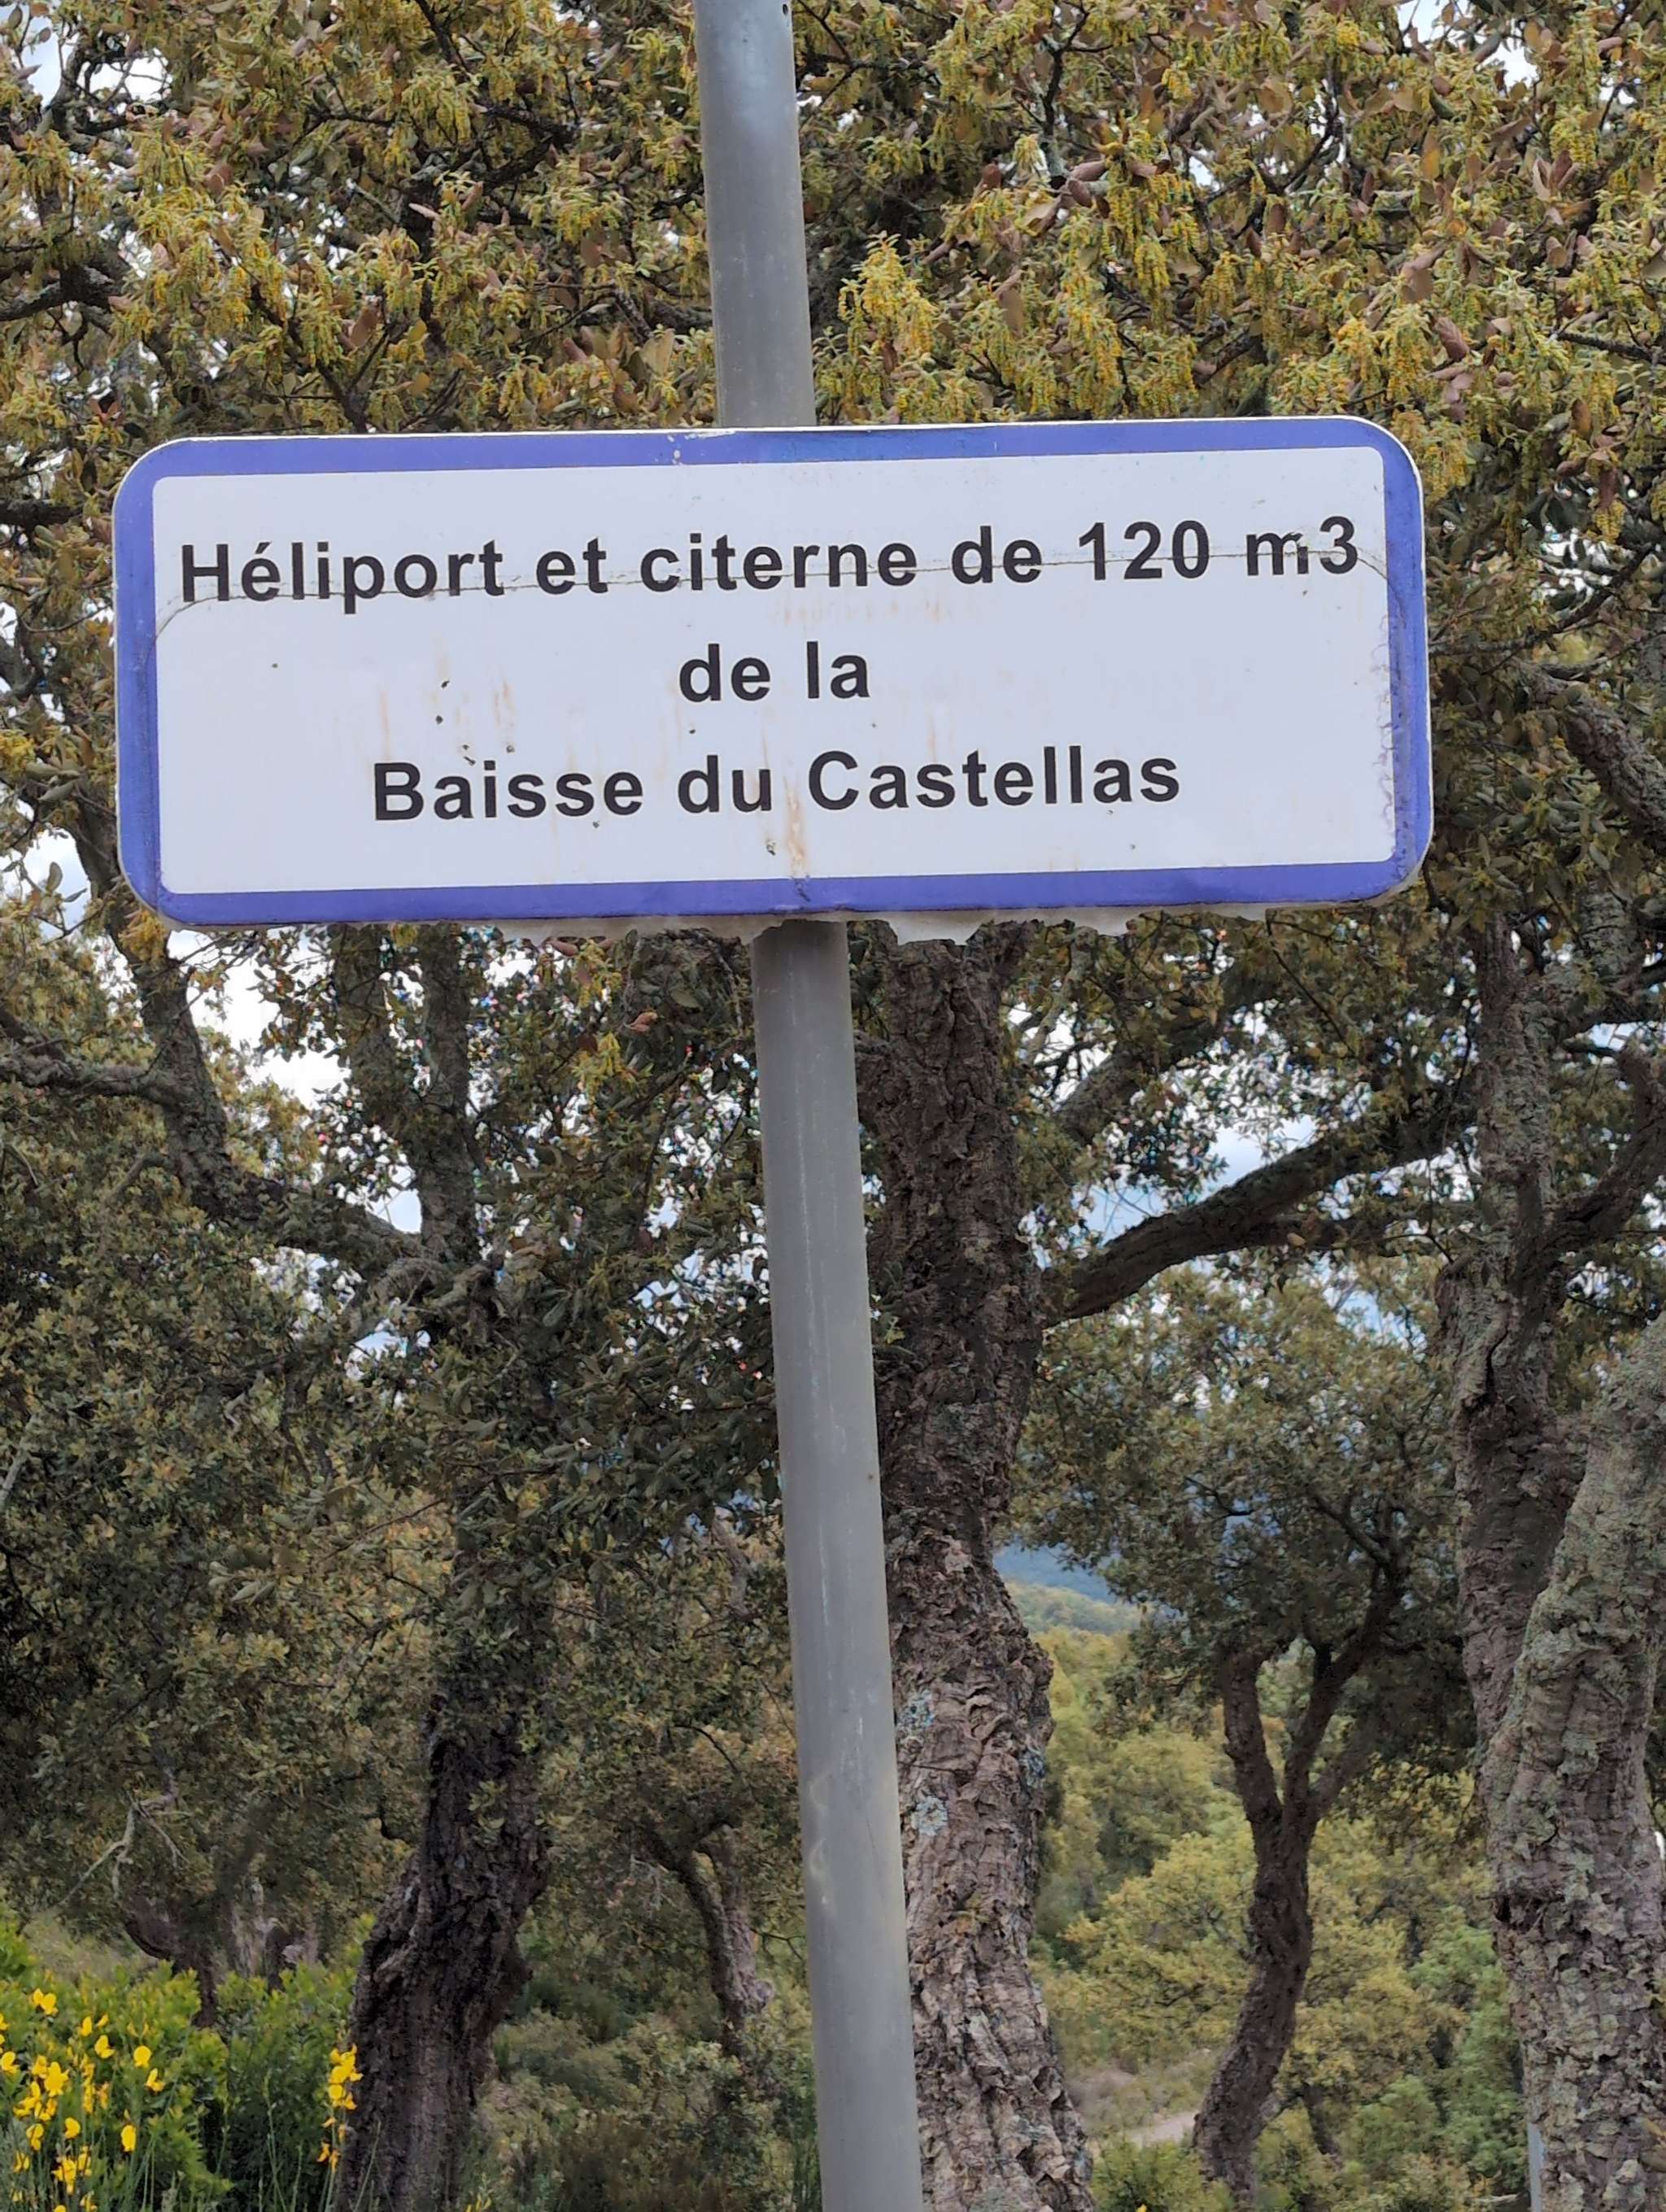 Héliport et citerne de 120 m3
de la
Baisse du Castellas